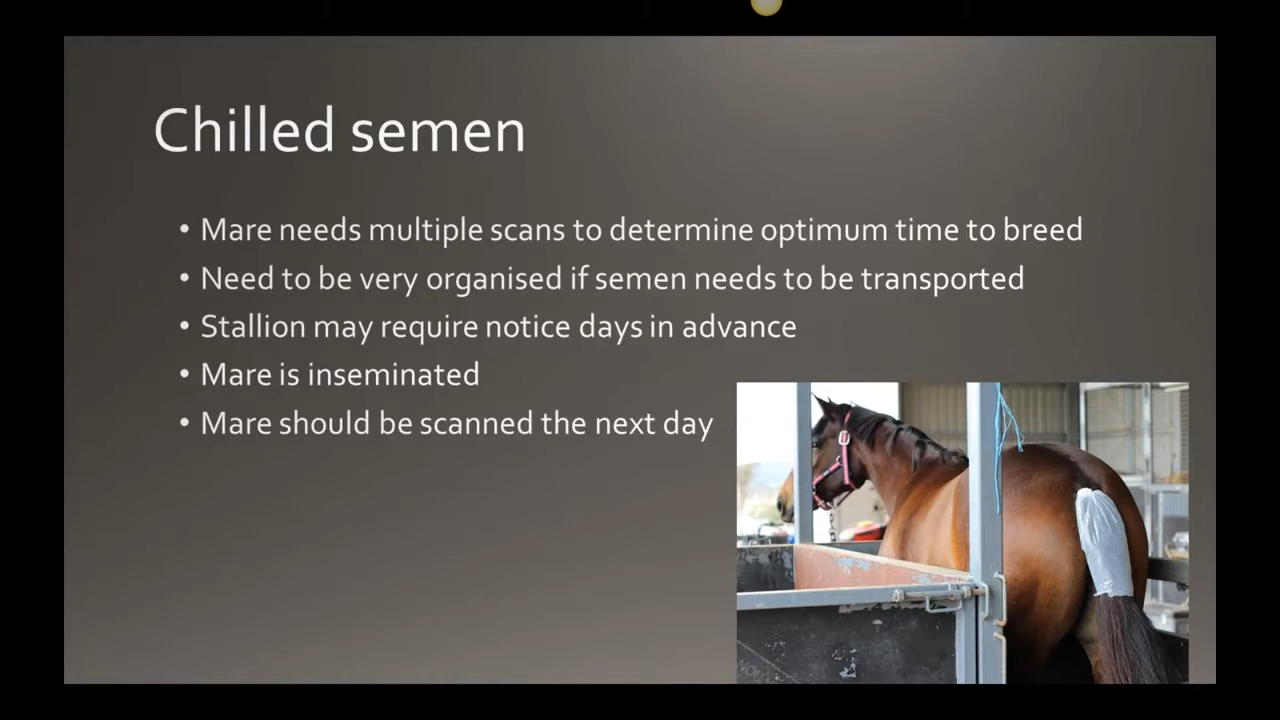 Chilled semen
• Mare needs multiple scans to determine optimum time to breed
• Need to be very organised if semen needs to be transported
• Stallion may require notice days in advance
• Mare is inseminated
• Mare should be scanned the next day